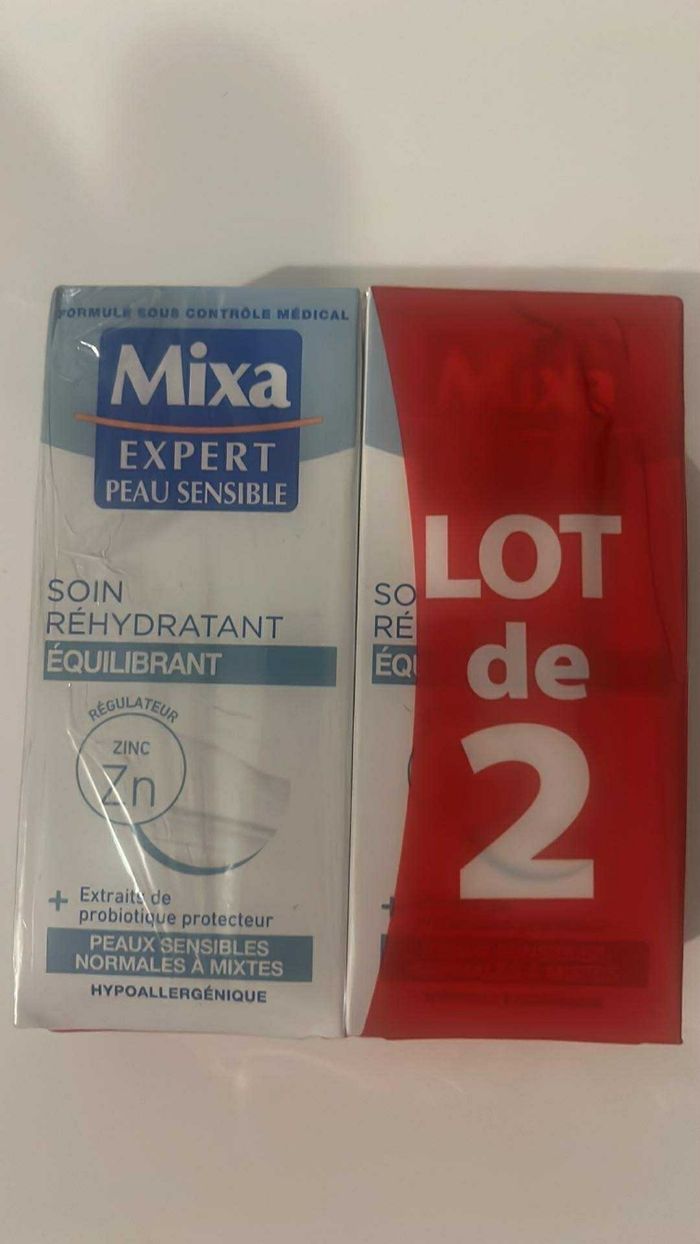 FORMULE SOUS CONTRÔLE MÉDICAL
Mixa
EXPERT
PEAU SENSIBLE
SOIN
RÉHYDRATANT
ÉQUILIBRANT
RÉGULATEUR
ZINC
Zn
+ Extraits de
probiotique protecteur
PEAUX SENSIBLES
NORMALES À MIXTES
HYPOALLERGÉNIQUE
Mixa
SO
RÉ
ÉQU
+
LOT
de
2